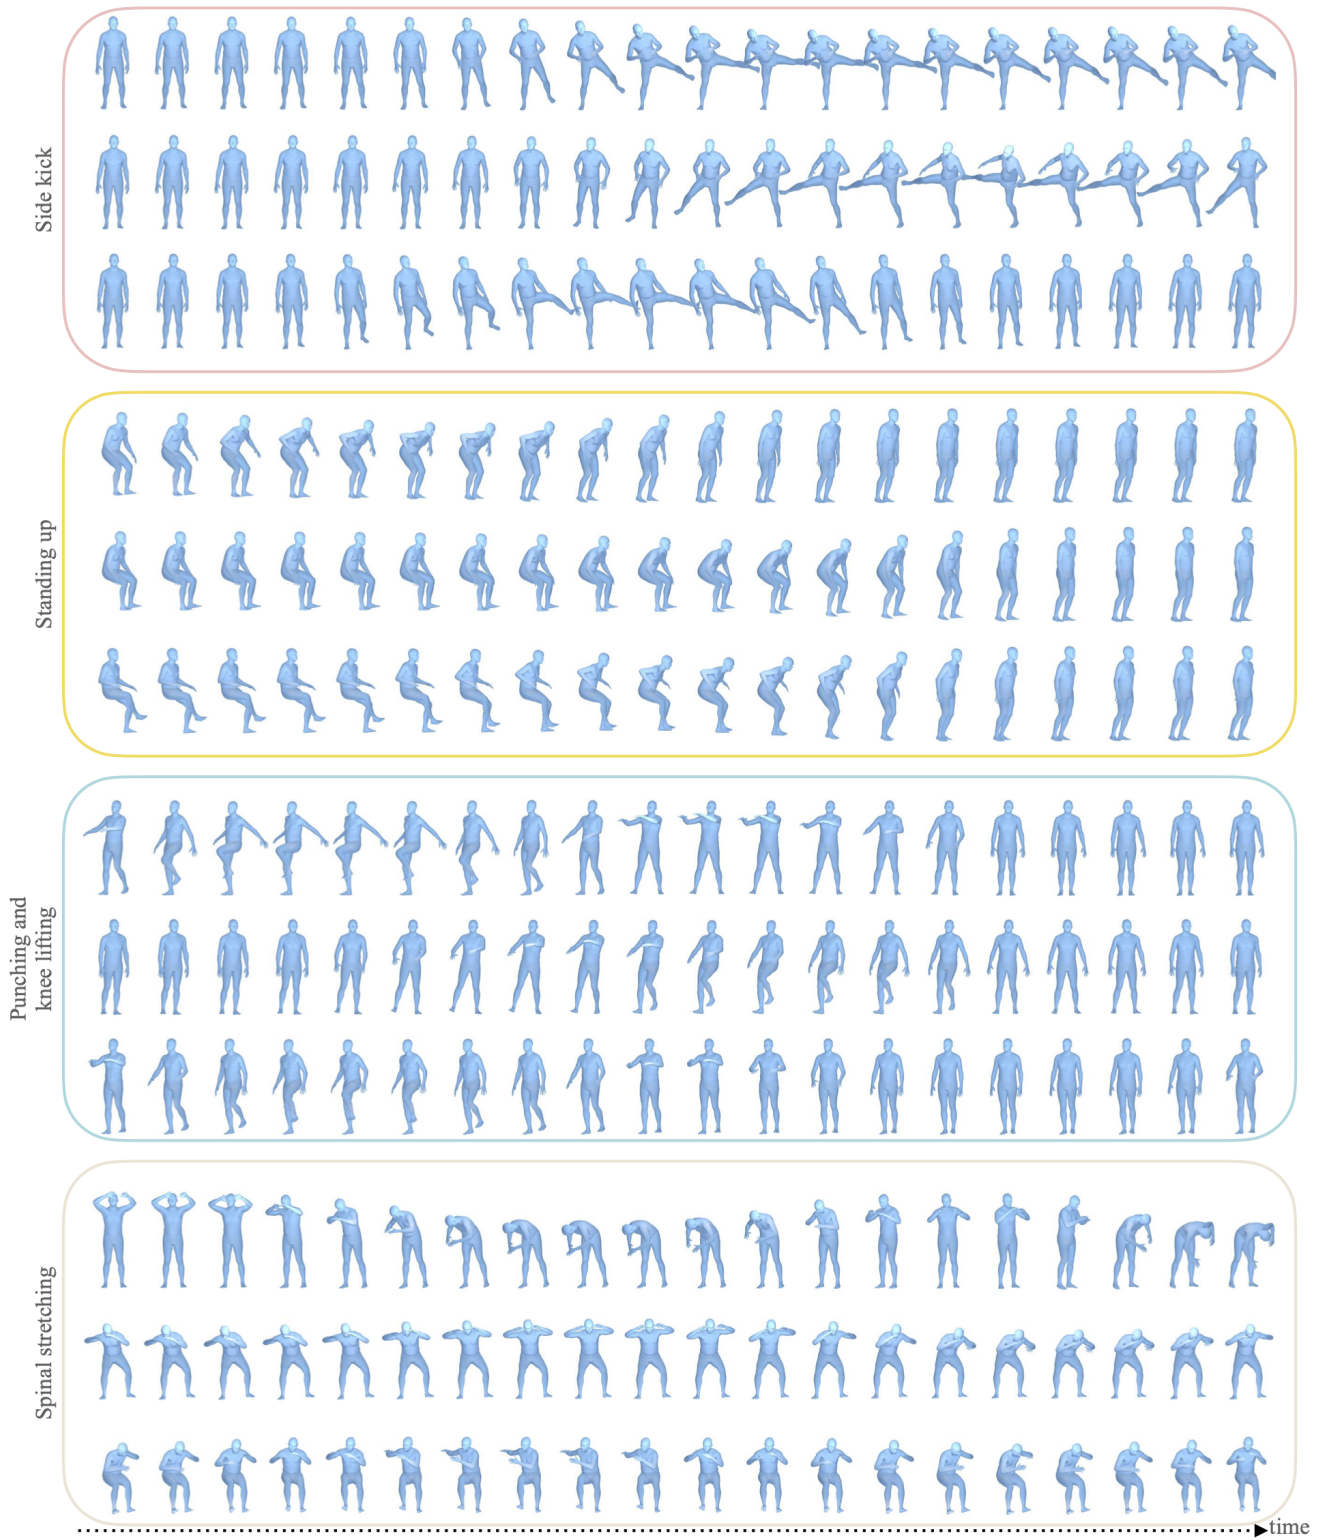 Side kick
Standing up
Punching and
knee lifting
Spinal stretching
time